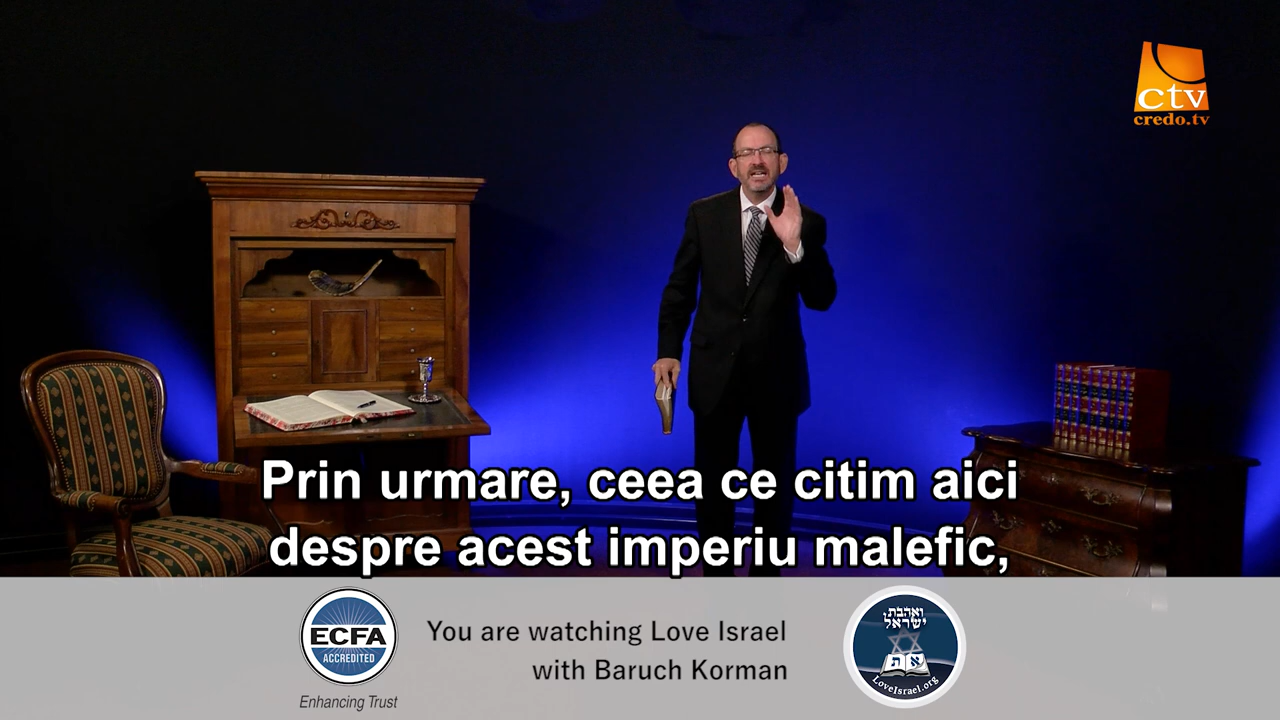 ctv
credo.tv
Prin urmare, ceea ce citim aici
despre acest imperiu malefic,
ECFA
ACCREDITED
Enhancing Trust
You are watching Love Israel
with Baruch Korman
ואהבת
ישראל
ת א
LoveIsrael.org